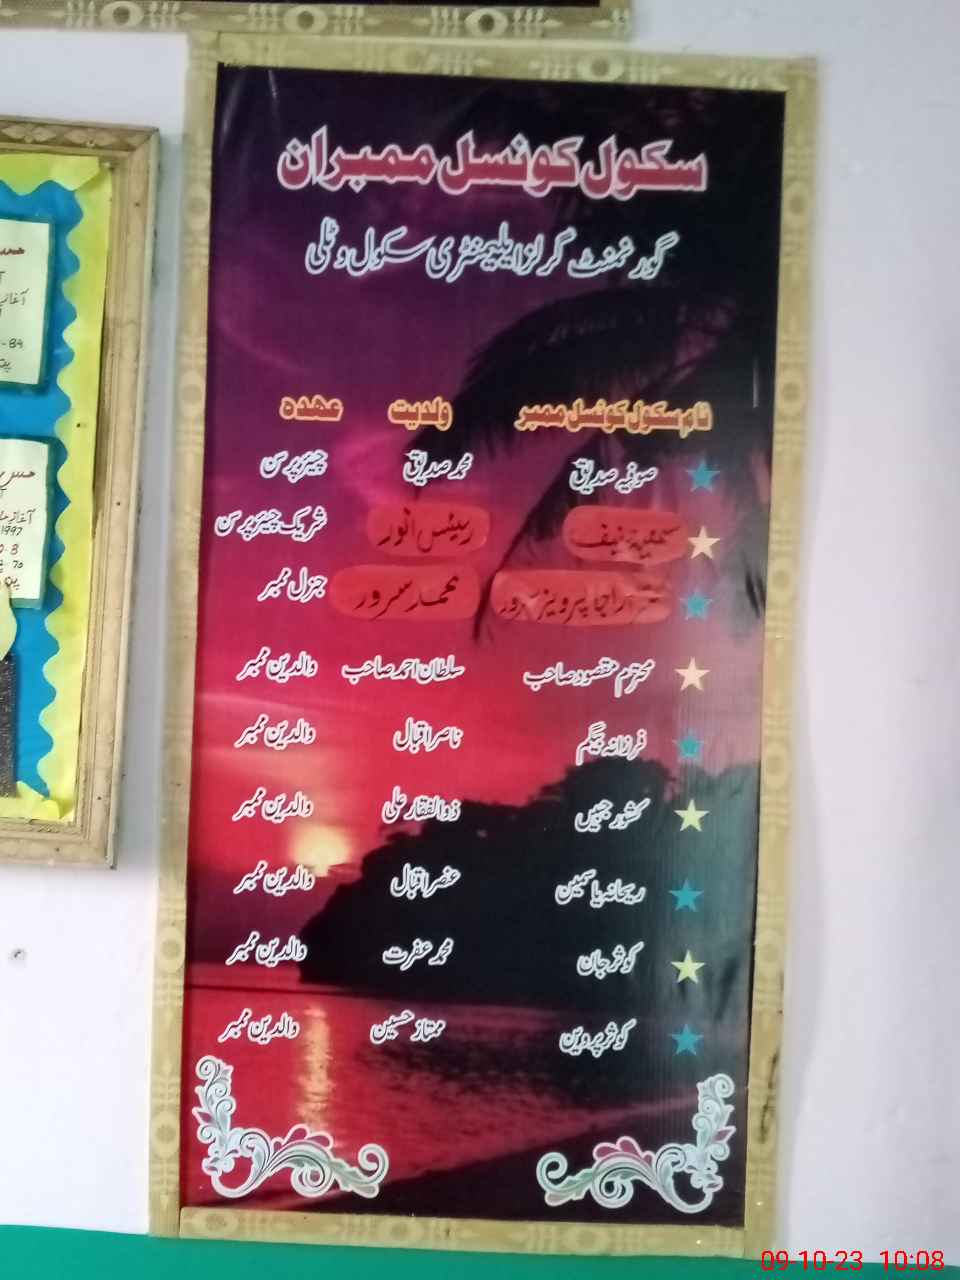 سکول کونسل ممبران
گورنمنٹ گرلز ایلیمنٹری سکول وٹلی
نام سکول کونسل ممبر ولدیت عہدہ
صوفیہ صدیق محمد صدیق چیئرپرسن
رئیس انور شریک چیئرپرسن
راجا پرویز سرور محمد سرور جنرل ممبر
محترم مقصود صاحب سلطان احمد صاحب والدین ممبر
فرزانہ بیگم ناصر اقبال والدین ممبر
کشور جبیں ذوالفقار علی والدین ممبر
ریحانہ یاسمین عنصر اقبال والدین ممبر
کوثر جان محمد عفرت والدین ممبر
کوثر پروین ممتاز حسین والدین ممبر
1997
09-10-23 10:08